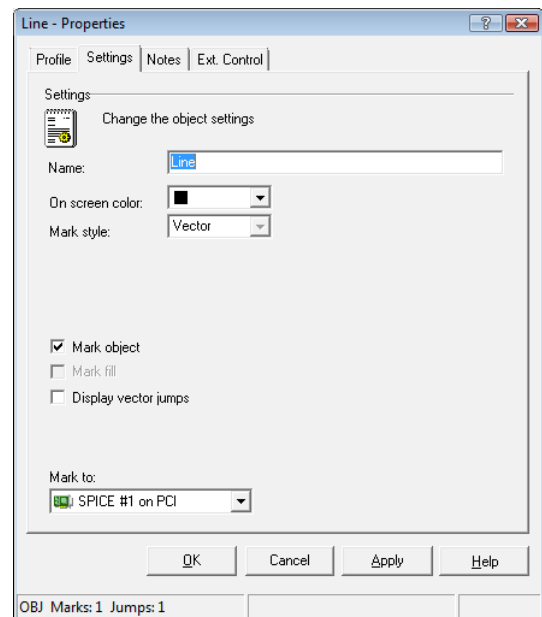 Line - Properties
Profile Settings Notes Ext. Control
Settings
Change the object settings
Name: Line
On screen color:
Mark style: Vector
Mark object
Mark fill
Display vector jumps
Mark to:
SPICE #1 on PCI
OK Cancel Apply Help
OBJ Marks: 1 Jumps: 1